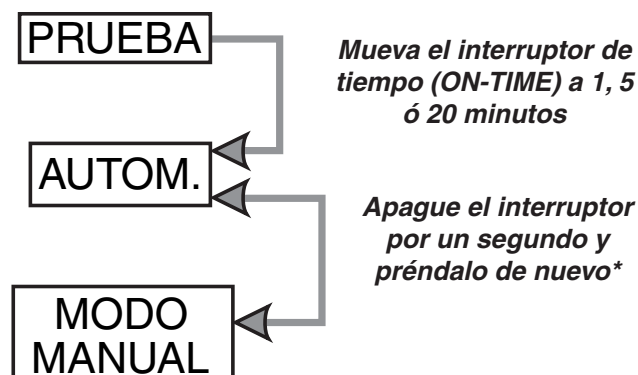 PRUEBA
Mueva el interruptor de
tiempo (ON-TIME) a 1, 5
ó 20 minutos
AUTOM.
Apague el interruptor
por un segundo y
préndalo de nuevo*
MODO
MANUAL